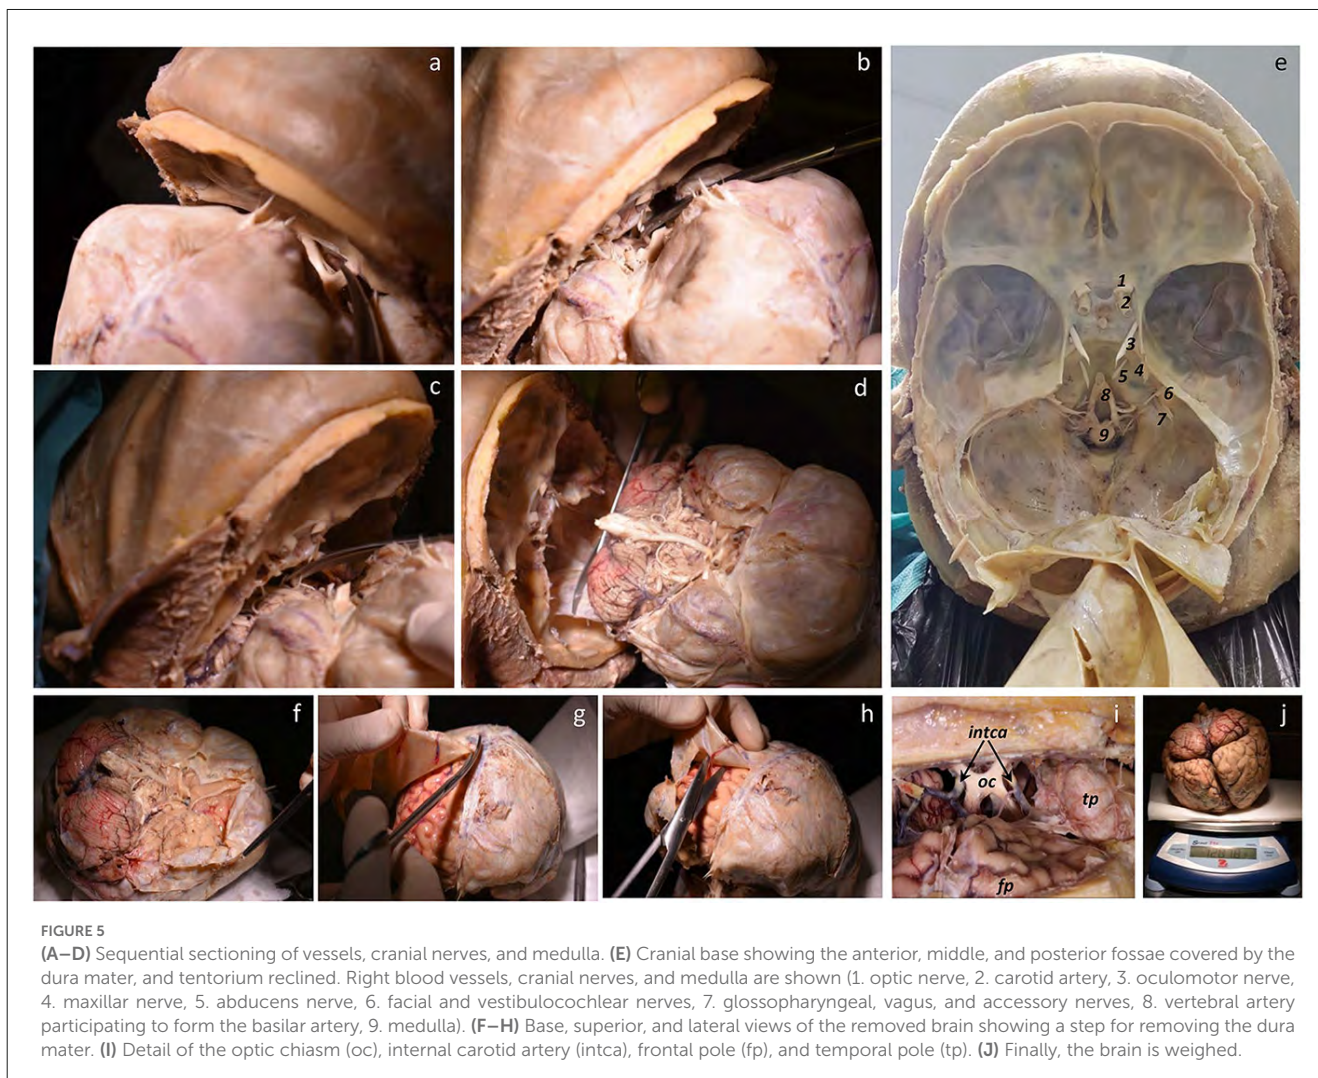 a
b
e
1
2
3
4
5
6
8
7
9
c
d
f
g
h
i
intca
oc
tp
fp
j
FIGURE 5
(A–D) Sequential sectioning of vessels, cranial nerves, and medulla. (E) Cranial base showing the anterior, middle, and posterior fossae covered by the
dura mater, and tentorium reclined. Right blood vessels, cranial nerves, and medulla are shown (1. optic nerve, 2. carotid artery, 3. oculomotor nerve,
4. maxillar nerve, 5. abducens nerve, 6. facial and vestibulocochlear nerves, 7. glossopharyngeal, vagus, and accessory nerves, 8. vertebral artery
participating to form the basilar artery, 9. medulla). (F–H) Base, superior, and lateral views of the removed brain showing a step for removing the dura
mater. (I) Detail of the optic chiasm (oc), internal carotid artery (intca), frontal pole (fp), and temporal pole (tp). (J) Finally, the brain is weighed.